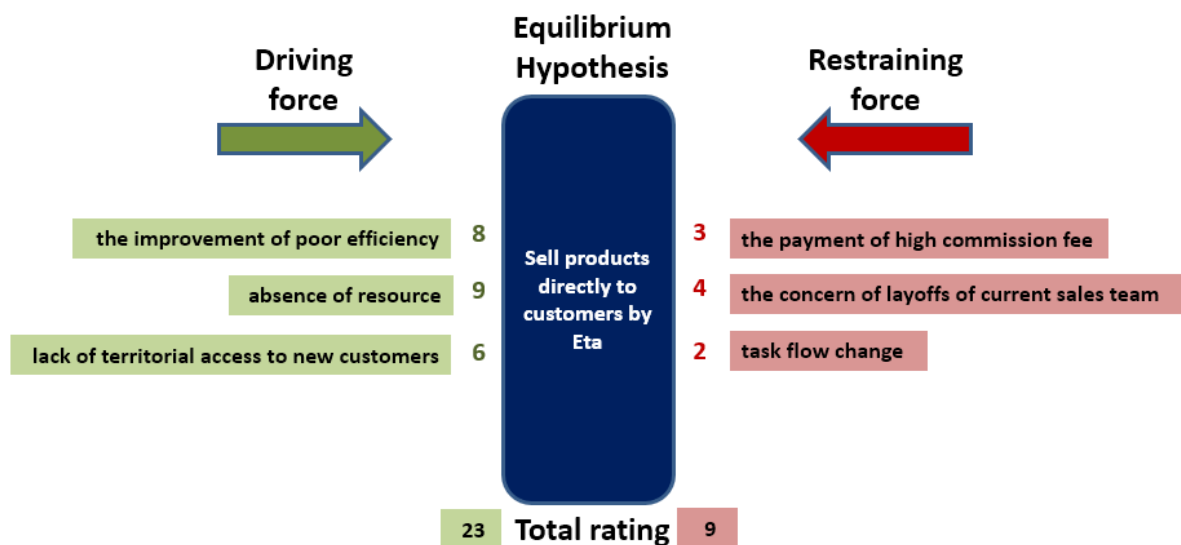 Equilibrium
Hypothesis
Driving
force
Restraining
force
the improvement of poor efficiency 8
absence of resource 9
lack of territorial access to new customers 6
Sell products
directly to
customers by
Eta
3 the payment of high commission fee
4 the concern of layoffs of current sales team
2 task flow change
23 Total rating 9